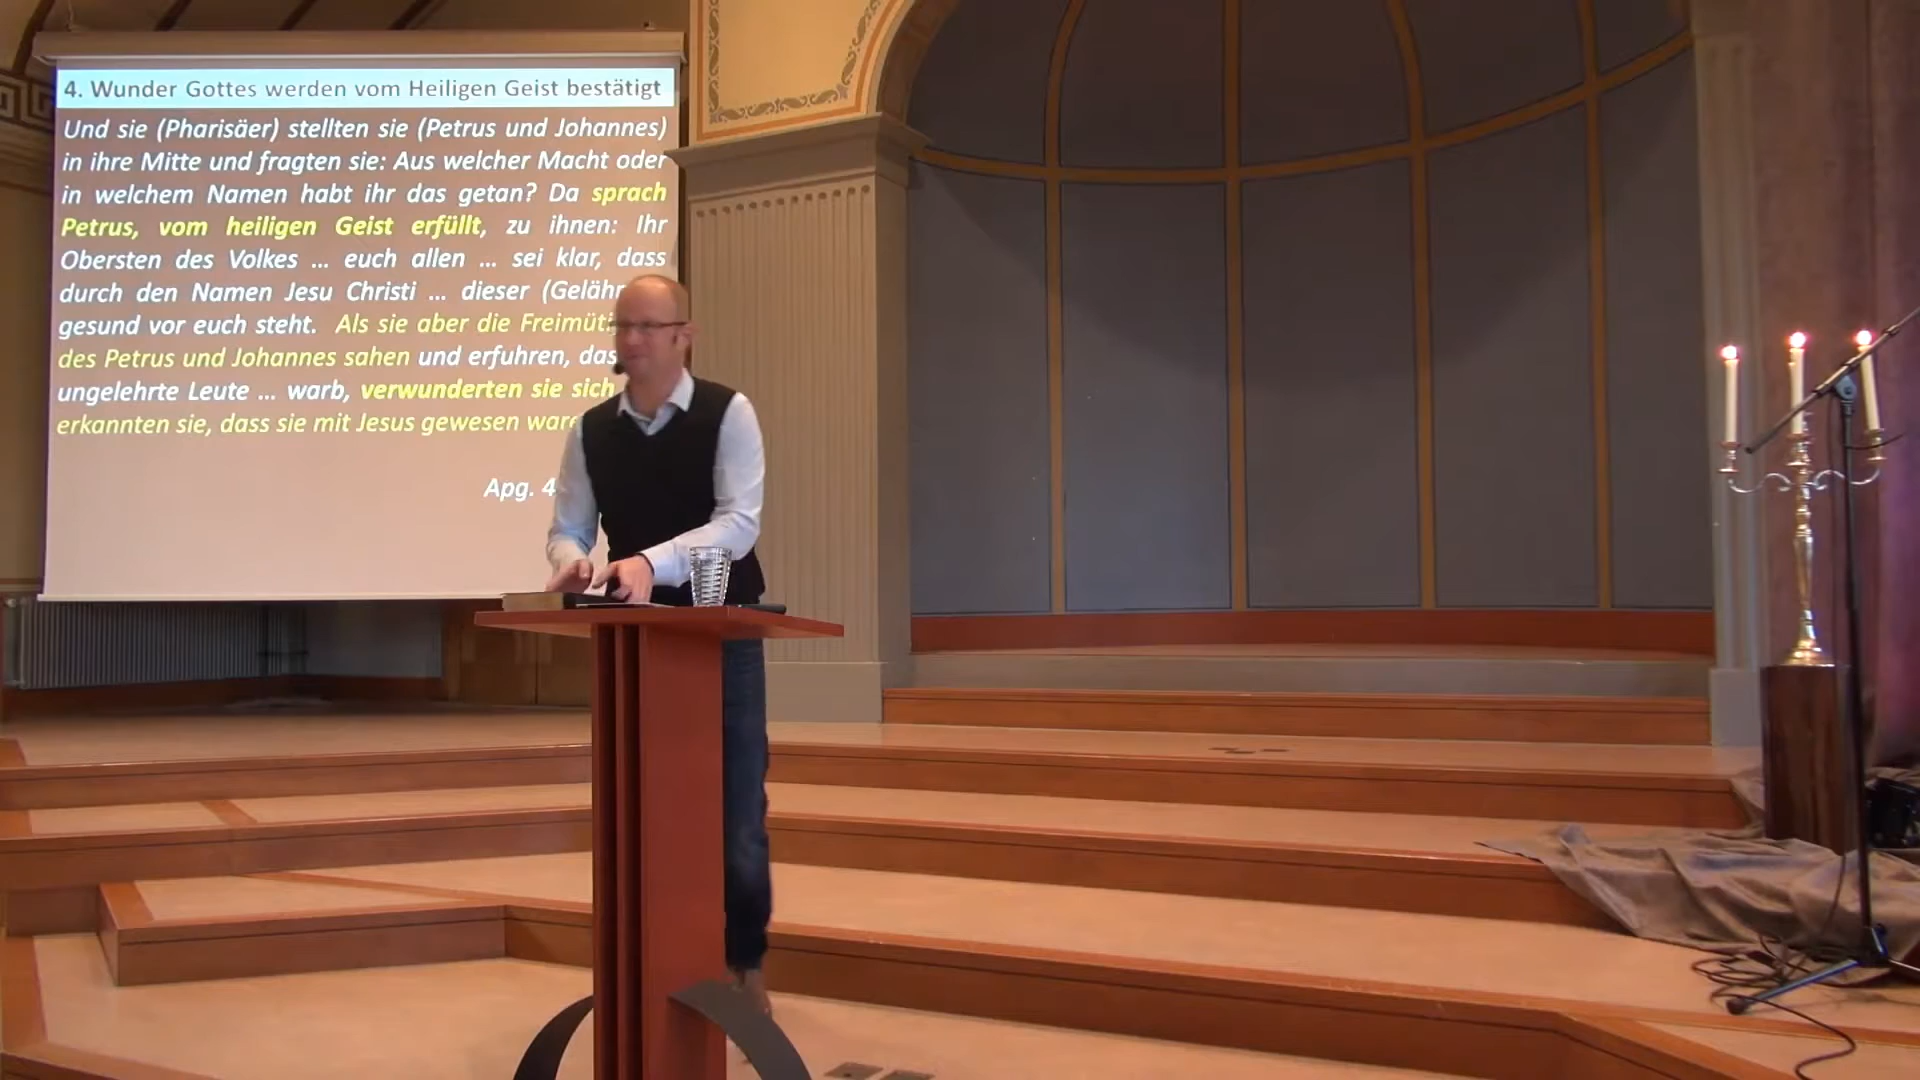 4. Wunder Gottes werden vom Heiligen Geist bestätigt
Und sie (Pharisäer) stellten sie (Petrus und Johannes)
in ihre Mitte und fragten sie: Aus welcher Macht oder
in welchem Namen habt ihr das getan? Da sprach
Petrus, vom heiligen Geist erfüllt, zu ihnen: Ihr
Obersten des Volkes ... euch allen ... sei klar, dass
durch den Namen Jesu Christi ... dieser
gesund vor euch steht. Als sie aber die
des Petrus und Johannes sahen und erfuhren,
ungelehrte Leute ... warb, verwunderten sie sich
erkannten sie, dass sie mit Jesus gewesen
Apg. 4